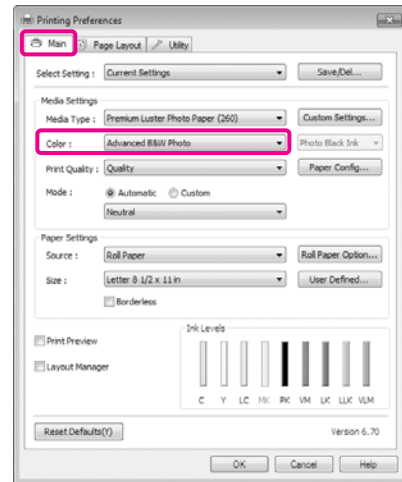 Printing Preferences
Main Page Layout Utility
Select Setting : Current Settings Save/Del...
Media Settings
Media Type : Premium Luster Photo Paper (260) Custom Settings...
Color : Advanced B&W Photo Photo Black Ink
Print Quality : Quality Paper Config...
Mode : Automatic Custom
Neutral
Paper Settings
Source : Roll Paper Roll Paper Option...
Size : Letter 8 1/2 x 11 in User Defined...
Borderless
Ink Levels
Print Preview
Layout Manager
C Y LC MK PK VM LK LLK VLM
Reset Defaults(Y) Version 6.70
OK Cancel Help